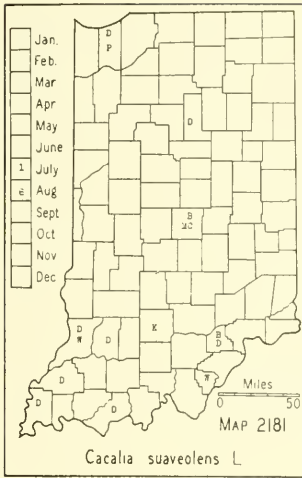 Jan.
Feb.
Mar
Apr
May
June
1 July
6 Aug
Sept
Oct
Nov
Dec
D
P
D
B
MC
D
W
D
K
B
D
W
D
D
D
Miles
0 50
MAP 2181
Cacalia suaveolens L